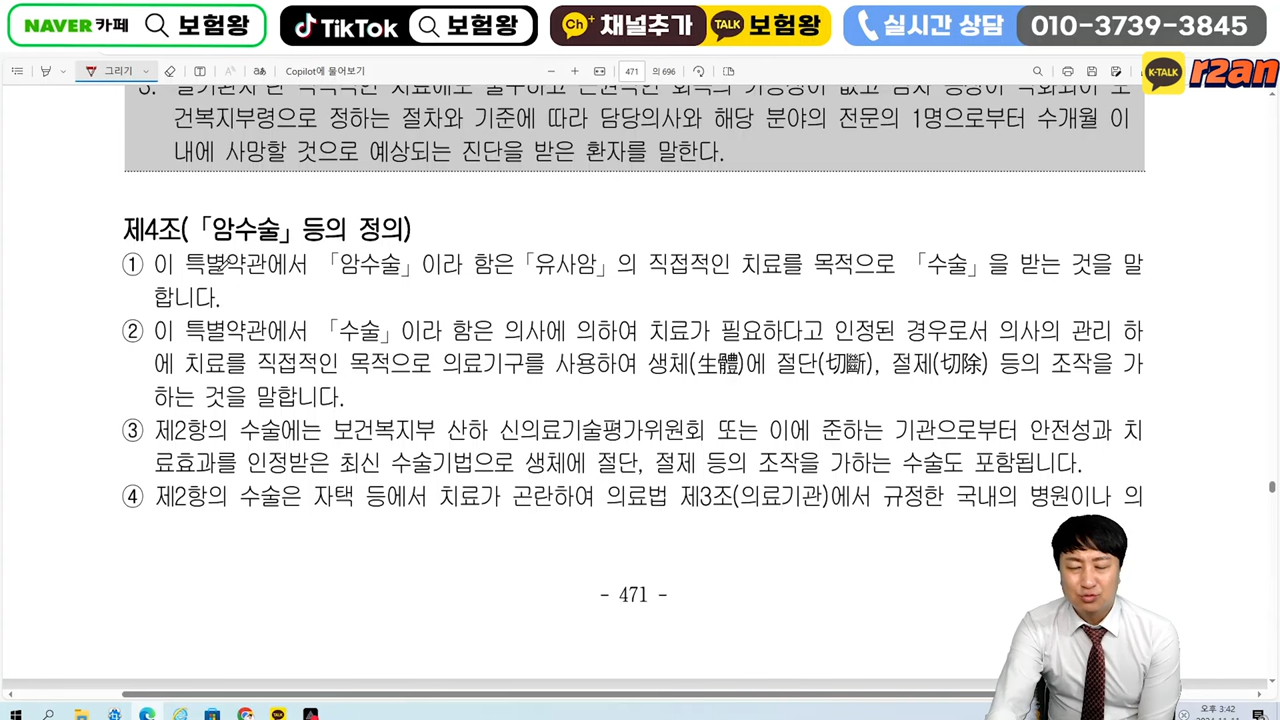 NAVER 카페 보험왕
TikTok 보험왕
Ch+ 채널추가 TALK 보험왕
실시간 상담 010-3739-3845
K-TALK r2an
그리기
Copilot에 물어보기
471 의 696
건복지부령으로 정하는 절차와 기준에 따라 담당의사와 해당 분야의 전문의 1명으로부터 수개월 이
내에 사망할 것으로 예상되는 진단을 받은 환자를 말한다.
제4조(「암수술」등의 정의)
① 이 특별약관에서 「암수술」이라 함은「유사암」의 직접적인 치료를 목적으로 「수술」을 받는 것을 말
합니다.
② 이 특별약관에서 「수술」이라 함은 의사에 의하여 치료가 필요하다고 인정된 경우로서 의사의 관리 하
에 치료를 직접적인 목적으로 의료기구를 사용하여 생체(生體)에 절단(切斷), 절제(切除) 등의 조작을 가
하는 것을 말합니다.
③ 제2항의 수술에는 보건복지부 산하 신의료기술평가위원회 또는 이에 준하는 기관으로부터 안전성과 치
료효과를 인정받은 최신 수술기법으로 생체에 절단, 절제 등의 조작을 가하는 수술도 포함됩니다.
④ 제2항의 수술은 자택 등에서 치료가 곤란하여 의료법 제3조(의료기관)에서 규정한 국내의 병원이나 의
- 471 -
오후 3:42